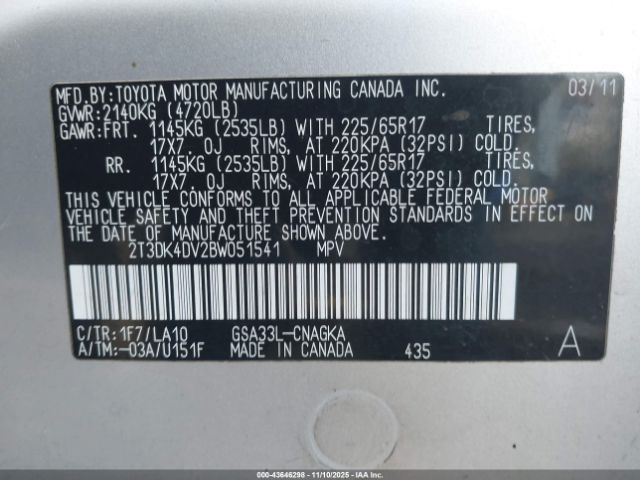 MFD.BY:TOYOTA MOTOR MANUFACTURING CANADA INC. 03/11
GVWR:2140KG (4720LB)
GAWR:FRT. 1145KG (2535LB) WITH 225/65R17 TIRES,
17X7. 0J RIMS, AT 220KPA (32PSI) COLD.
RR. 1145KG (2535LB) WITH 225/65R17 TIRES,
17X7. 0J RIMS, AT 220KPA (32PSI) COLD.
THIS VEHICLE CONFORMS TO ALL APPLICABLE FEDERAL MOTOR
VEHICLE SAFETY AND THEFT PREVENTION STANDARDS IN EFFECT ON
THE DATE OF MANUFACTURE SHOWN ABOVE.
2T3DK4DV2BW051541 MPV
C/TR:1F7/LA10 GSA33L-CNAGKA
A/TM:-03A/U151F MADE IN CANADA 435 A
000-43646298 - 11/10/2025 - IAAI.COM